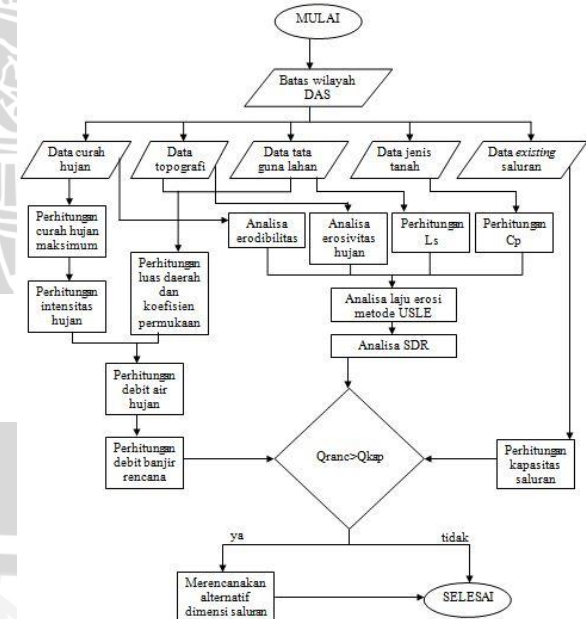 MULAI
Batas wilayah
DAS
Data curah
hujan
Data
topografi
Data tata
guna lahan
Data jenis
tanah
Data existing
saluran
Perhitungan
curah hujan
maksimum
Perhitungan
luas daerah
dan
koefisien
permukaan
Analisa
erodibilitas
Analisa
erosivitas
hujan
Perhitungan
Ls
Perhitungan
Cp
Perhitungan
intensitas
hujan
Analisa laju erosi
metode USLE
Analisa SDR
Perhitungan
debit air
hujan
Perhitungan
debit banjir
rencana
Qranc>Qkap
Perhitungan
kapasitas
saluran
ya
tidak
Merencanakan
alternatif
dimensi saluran
SELESAI